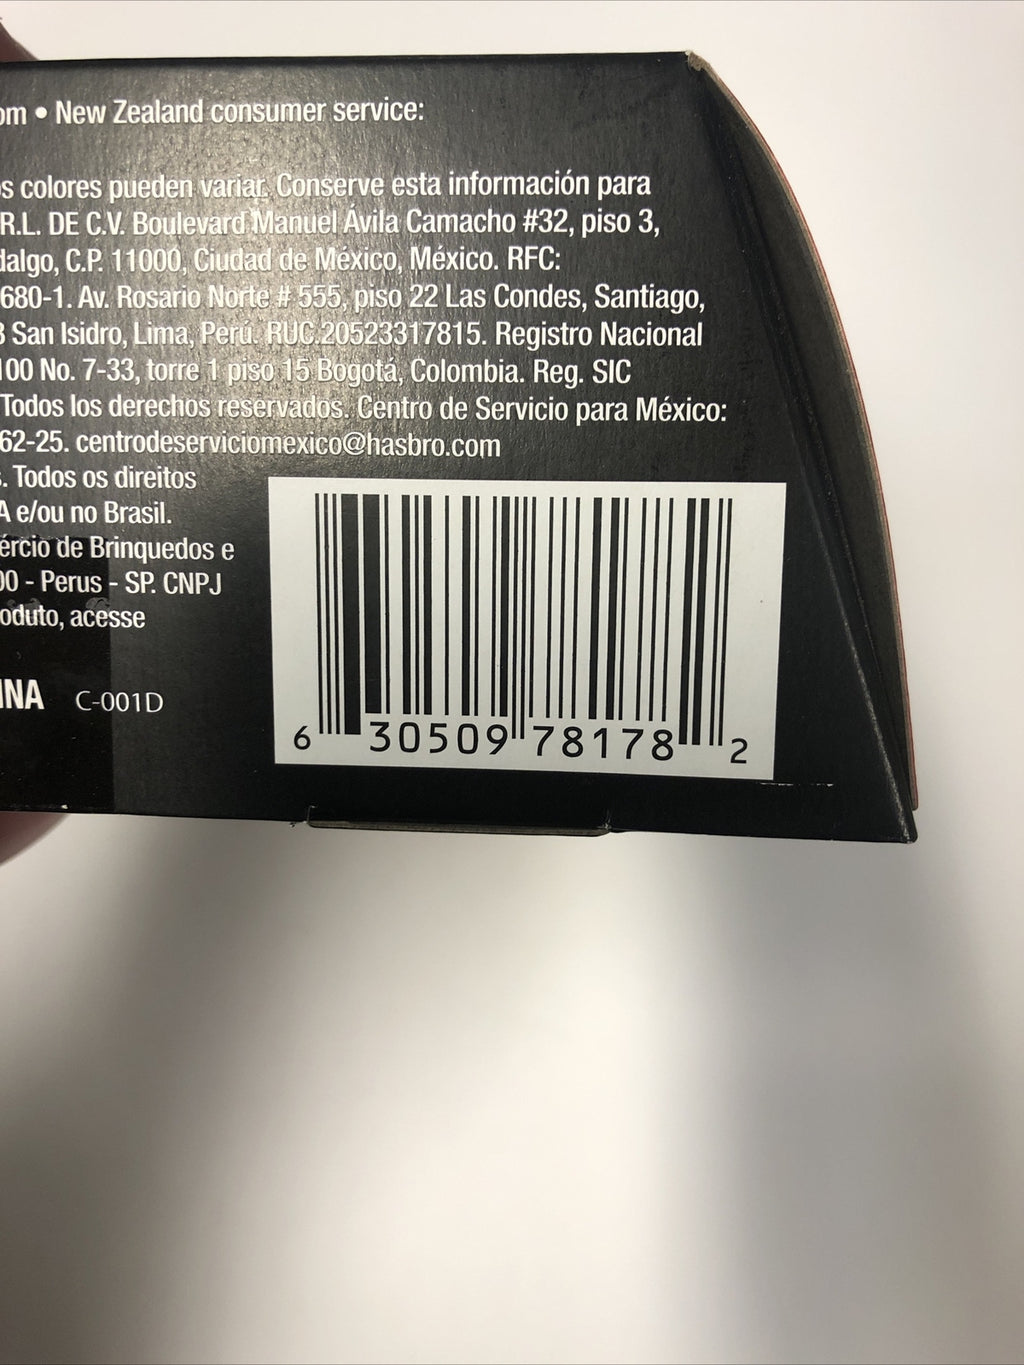 om • New Zealand consumer service:
s colores pueden variar. Conserve esta información para
R.L. DE C.V. Boulevard Manuel Ávila Camacho #32, piso 3,
dalgo, C.P. 11000, Ciudad de México, México. RFC:
680-1. Av. Rosario Norte # 555, piso 22 Las Condes, Santiago,
San Isidro, Lima, Perú. RUC.20523317815. Registro Nacional
100 No. 7-33, torre 1 piso 15 Bogotá, Colombia. Reg. SIC
Todos los derechos reservados. Centro de Servicio para México:
62-25. centrodeserviciomexico@hasbro.com
. Todos os direitos
A e/ou no Brasil.
ércio de Brinquedos e
00 - Perus - SP. CNPJ
oduto, acesse
INA C-001D
6 30509 78178 2